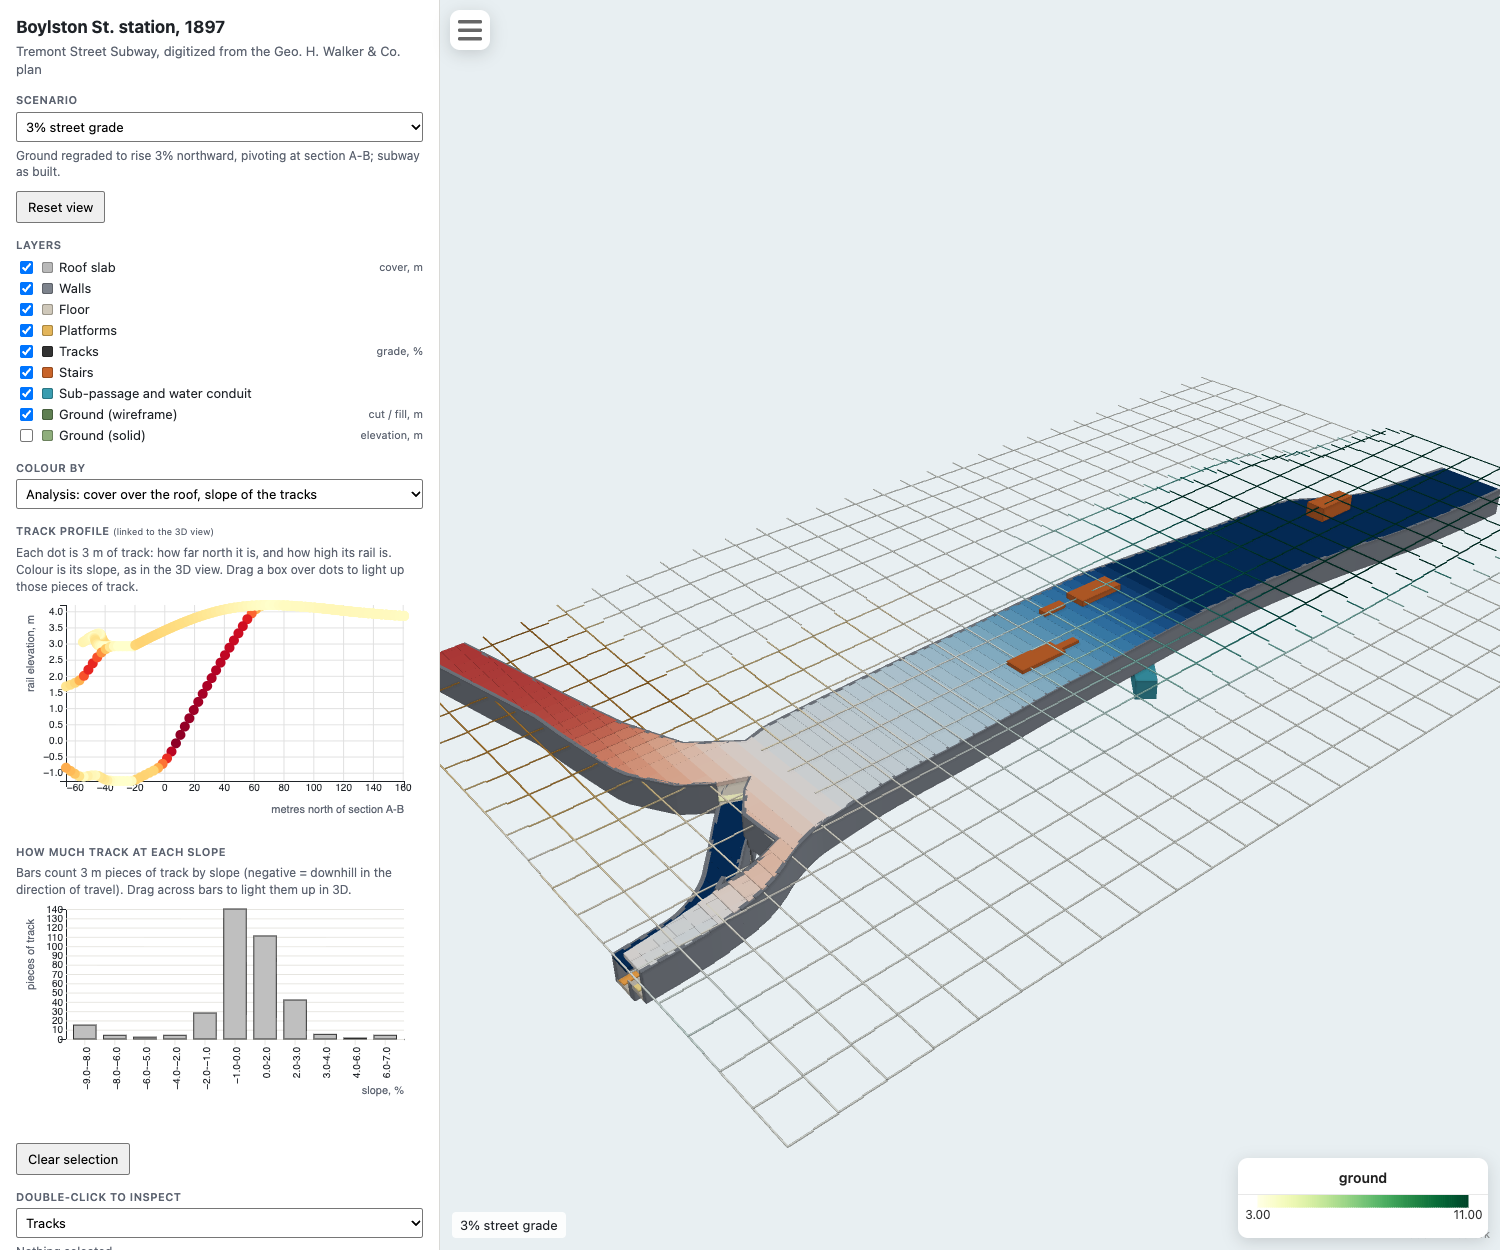 Boylston St. station, 1897
Tremont Street Subway, digitized from the Geo. H. Walker & Co.
plan
SCENARIO
3% street grade
Ground regraded to rise 3% northward, pivoting at section A-B; subway
as built.
Reset view
LAYERS
Roof slab cover, m
Walls
Floor
Platforms
Tracks grade, %
Stairs
Sub-passage and water conduit
Ground (wireframe) cut / fill, m
Ground (solid) elevation, m
COLOUR BY
Analysis: cover over the roof, slope of the tracks
TRACK PROFILE (linked to the 3D view)
Each dot is 3 m of track: how far north it is, and how high its rail is.
Colour is its slope, as in the 3D view. Drag a box over dots to light up
those pieces of track.
rail elevation, m
4.0
3.5
3.0
2.5
2.0
1.5
1.0
0.5
0.0
−0.5
−1.0
−60 −40 −20 0 20 40 60 80 100 120 140 160
metres north of section A-B
HOW MUCH TRACK AT EACH SLOPE
Bars count 3 m pieces of track by slope (negative = downhill in the
direction of travel). Drag across bars to light them up in 3D.
pieces of track
140
130
120
110
100
90
80
70
60
50
40
30
20
10
0
−9.0–−8.0 −8.0–−6.0 −6.0–−5.0 −4.0–−2.0 −2.0–−1.0 −1.0-0.0 0.0-2.0 2.0-3.0 3.0-4.0 4.0-6.0 6.0-7.0
slope, %
Clear selection
DOUBLE-CLICK TO INSPECT
Tracks
Nothing selected
3% street grade
ground
3.00 11.00